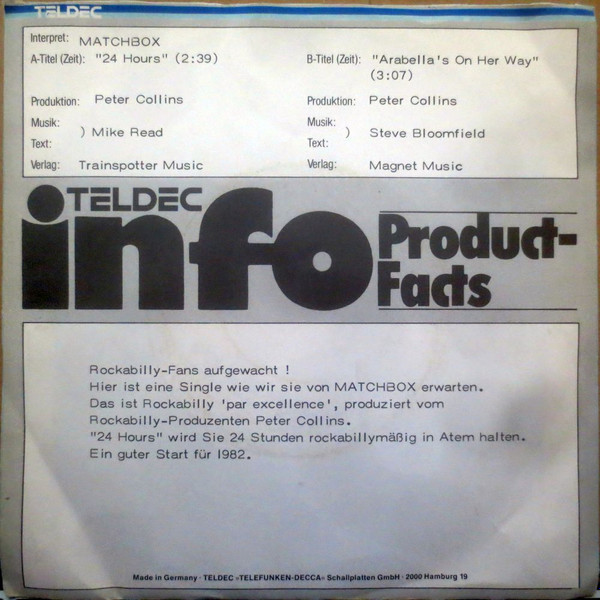 TELDEC
Interpret: MATCHBOX
A-Titel (Zeit): "24 Hours" (2:39)
B-Titel (Zeit): "Arabella's On Her Way"
(3:07)
Produktion: Peter Collins
Produktion: Peter Collins
Musik:
) Mike Read
Text:
Musik:
) Steve Bloomfield
Text:
Verlag: Trainspotter Music
Verlag: Magnet Music
TELDEC
info
Product-
Facts
Rockabilly-Fans aufgewacht !
Hier ist eine Single wie wir sie von MATCHBOX erwarten.
Das ist Rockabilly 'par excellence', produziert vom
Rockabilly-Produzenten Peter Collins.
"24 Hours" wird Sie 24 Stunden rockabillymäßig in Atem halten.
Ein guter Start für 1982.
Made in Germany · TELDEC »TELEFUNKEN-DECCA« Schallplatten GmbH · 2000 Hamburg 19